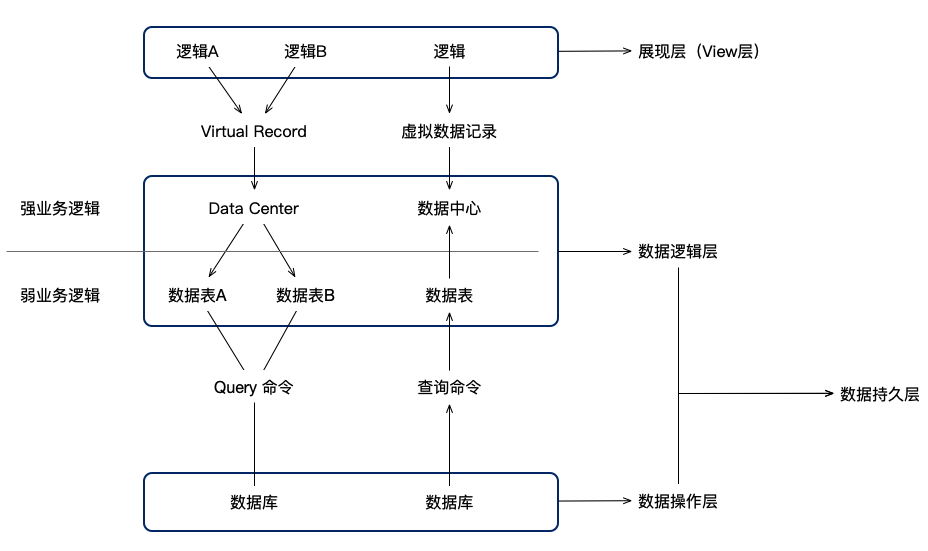 逻辑A 逻辑B 逻辑 展现层（View层）
Virtual Record 虚拟数据记录
强业务逻辑 Data Center 数据中心
数据逻辑层
弱业务逻辑 数据表A 数据表B 数据表
Query 命令 查询命令
数据持久层
数据库 数据库 数据操作层